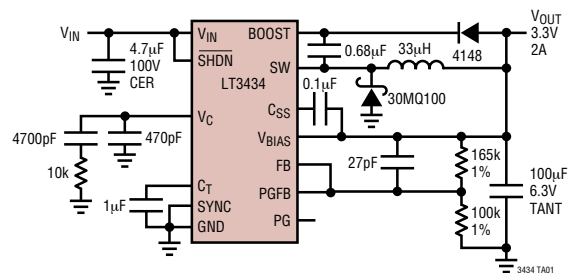 VIN
4.7µF
100V
CER
4700pF
470pF
10k
1µF
VIN
SHDN
VC
CT
SYNC
GND
LT3434
BOOST
SW
CSS
VBIAS
FB
PGFB
PG
0.68µF
33µH
4148
VOUT
3.3V
2A
0.1µF
30MQ100
27pF
165k
1%
100k
1%
100µF
6.3V
TANT
3434 TA01